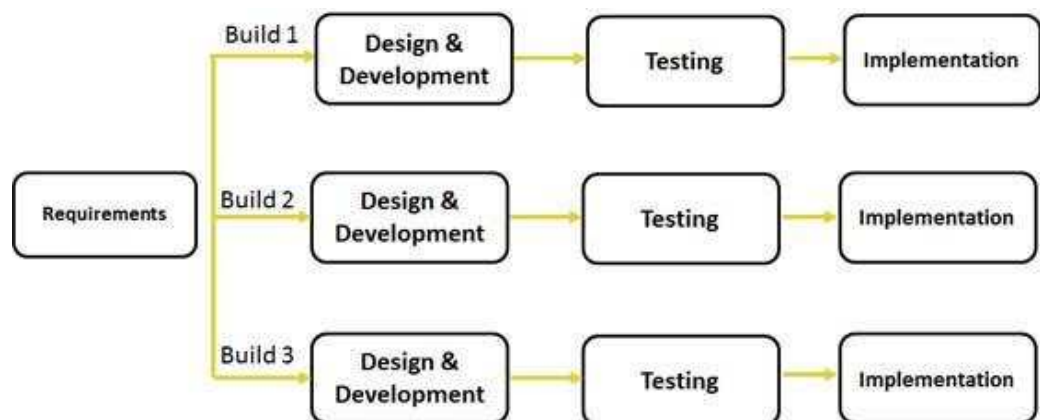 Build 1
Design &
Development
Testing
Implementation
Requirements
Build 2
Design &
Development
Testing
Implementation
Build 3
Design &
Development
Testing
Implementation